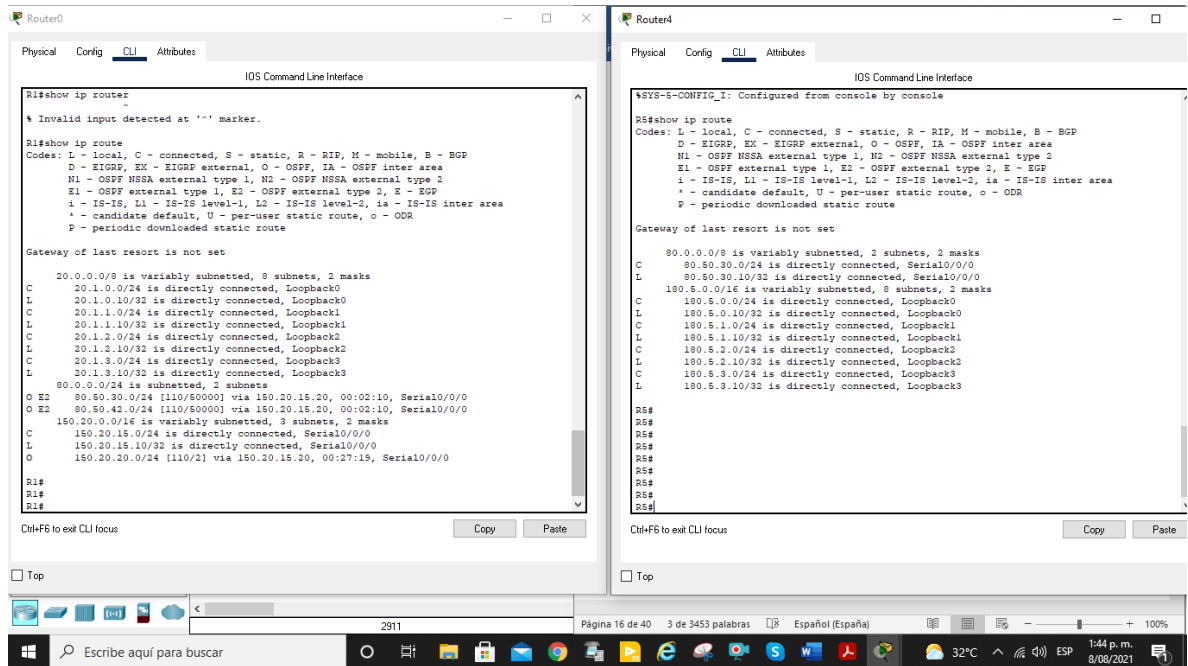 Router0
Physical Config CLI Attributes
IOS Command Line Interface
R1#show ip router
^
% Invalid input detected at '^' marker.
R1#show ip route
Codes: L - local, C - connected, S - static, R - RIP, M - mobile, B - BGP
D - EIGRP, EX - EIGRP external, O - OSPF, IA - OSPF inter area
N1 - OSPF NSSA external type 1, N2 - OSPF NSSA external type 2
E1 - OSPF external type 1, E2 - OSPF external type 2, E - EGP
i - IS-IS, L1 - IS-IS level-1, L2 - IS-IS level-2, ia - IS-IS inter area
* - candidate default, U - per-user static route, o - ODR
P - periodic downloaded static route
Gateway of last resort is not set
20.0.0.0/8 is variably subnetted, 8 subnets, 2 masks
C 20.1.0.0/24 is directly connected, Loopback0
L 20.1.0.10/32 is directly connected, Loopback0
C 20.1.1.0/24 is directly connected, Loopback1
L 20.1.1.10/32 is directly connected, Loopback1
C 20.1.2.0/24 is directly connected, Loopback2
L 20.1.2.10/32 is directly connected, Loopback2
C 20.1.3.0/24 is directly connected, Loopback3
L 20.1.3.10/32 is directly connected, Loopback3
80.0.0.0/24 is subnetted, 2 subnets
O E2 80.50.30.0/24 [110/50000] via 150.20.15.20, 00:02:10, Serial0/0/0
O E2 80.50.42.0/24 [110/50000] via 150.20.15.20, 00:02:10, Serial0/0/0
150.20.0.0/16 is variably subnetted, 3 subnets, 2 masks
C 150.20.15.0/24 is directly connected, Serial0/0/0
L 150.20.15.10/32 is directly connected, Serial0/0/0
O 150.20.20.0/24 [110/2] via 150.20.15.20, 00:27:19, Serial0/0/0
R1#
R1#
R1#
Ctrl+F6 to exit CLI focus
Copy Paste
Top
Router4
Physical Config CLI Attributes
IOS Command Line Interface
%SYS-5-CONFIG_I: Configured from console by console
R5#show ip route
Codes: L - local, C - connected, S - static, R - RIP, M - mobile, B - BGP
D - EIGRP, EX - EIGRP external, O - OSPF, IA - OSPF inter area
N1 - OSPF NSSA external type 1, N2 - OSPF NSSA external type 2
E1 - OSPF external type 1, E2 - OSPF external type 2, E - EGP
i - IS-IS, L1 - IS-IS level-1, L2 - IS-IS level-2, ia - IS-IS inter area
* - candidate default, U - per-user static route, o - ODR
P - periodic downloaded static route
Gateway of last resort is not set
80.0.0.0/8 is variably subnetted, 2 subnets, 2 masks
C 80.50.30.0/24 is directly connected, Serial0/0/0
L 80.50.30.10/32 is directly connected, Serial0/0/0
180.5.0.0/16 is variably subnetted, 8 subnets, 2 masks
C 180.5.0.0/24 is directly connected, Loopback0
L 180.5.0.10/32 is directly connected, Loopback0
C 180.5.1.0/24 is directly connected, Loopback1
L 180.5.1.10/32 is directly connected, Loopback1
C 180.5.2.0/24 is directly connected, Loopback2
L 180.5.2.10/32 is directly connected, Loopback2
C 180.5.3.0/24 is directly connected, Loopback3
L 180.5.3.10/32 is directly connected, Loopback3
R5#
R5#
R5#
R5#
R5#
R5#
R5#
R5#
R5#
Ctrl+F6 to exit CLI focus
Copy Paste
Top
2911
Página 16 de 40 3 de 3453 palabras Español (España) 100%
Escribe aquí para buscar
32°C ESP
1:44 p. m.
8/08/2021